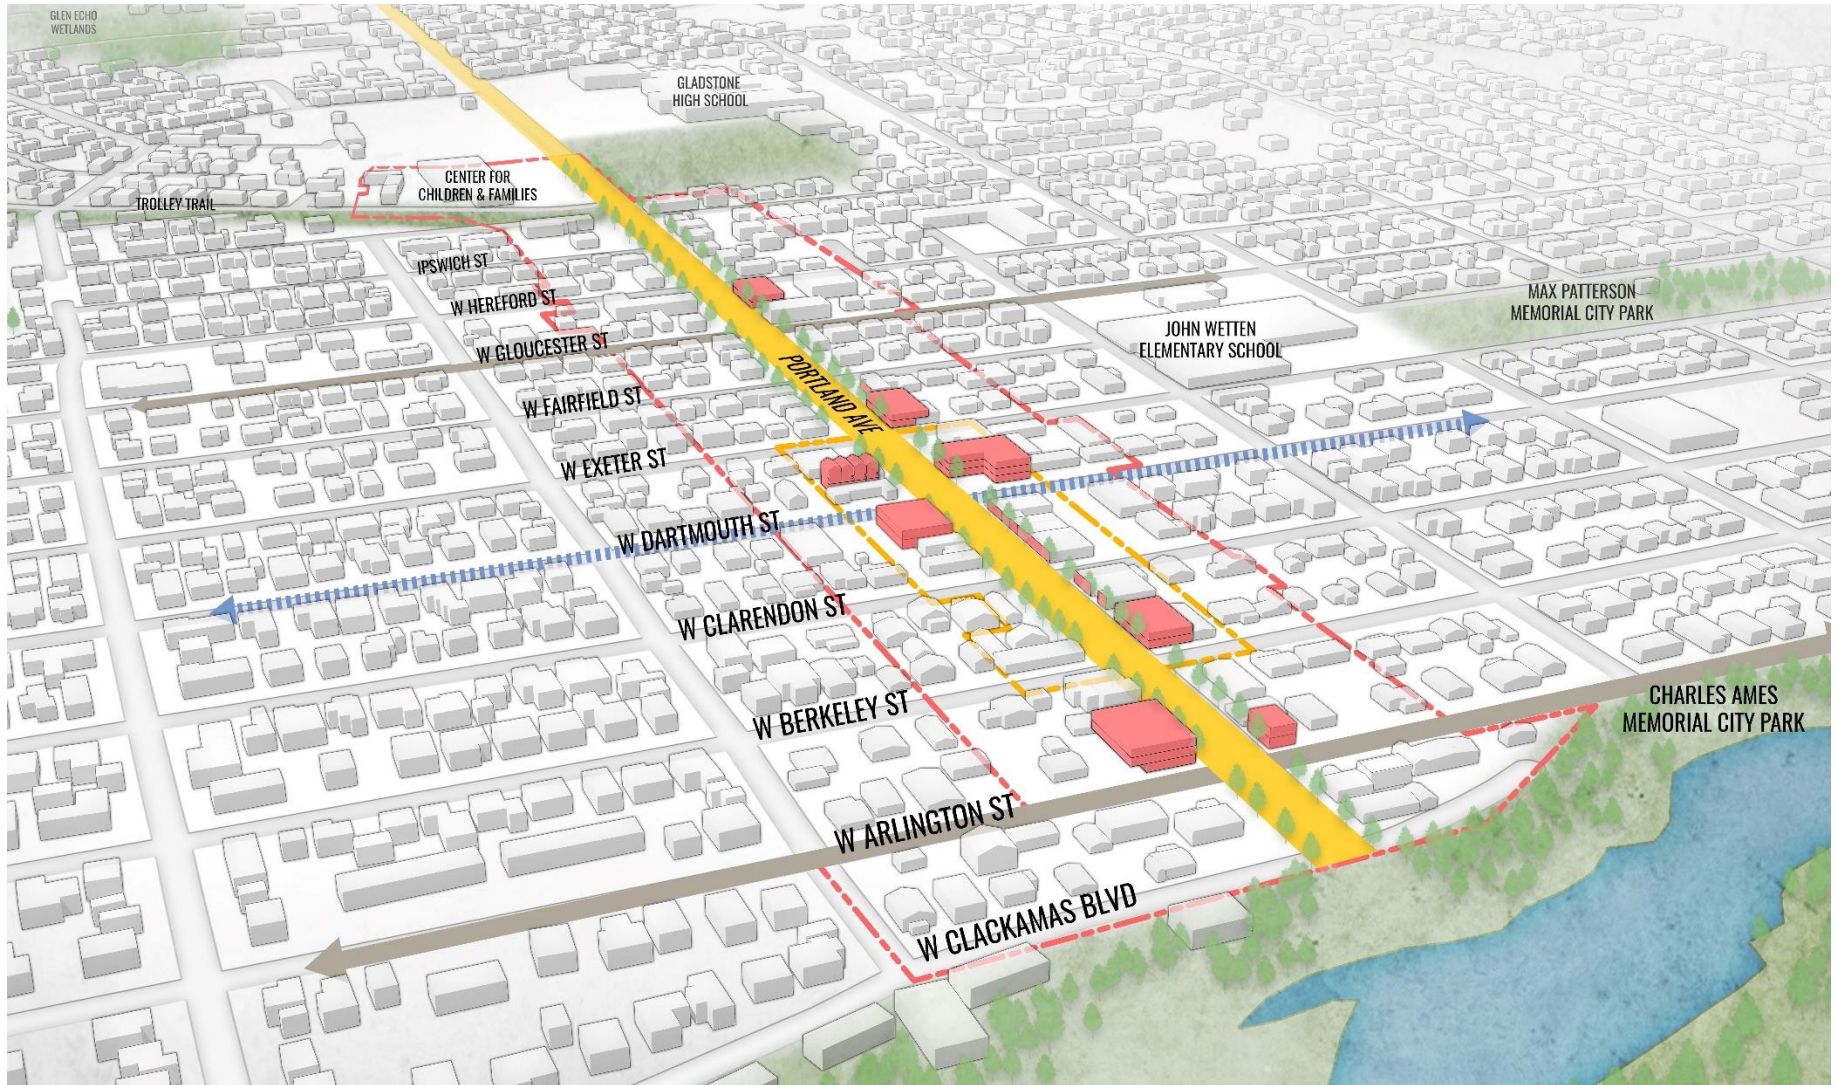 GLEN ECHO
WETLANDS
GLADSTONE
HIGH SCHOOL
CENTER FOR
CHILDREN & FAMILIES
TROLLEY TRAIL
IPSWICH ST
W HEREFORD ST
MAX PATTERSON
MEMORIAL CITY PARK
JOHN WETTEN
ELEMENTARY SCHOOL
W GLOUCESTER ST
PORTLAND AVE
W FAIRFIELD ST
W EXETER ST
W DARTMOUTH ST
W CLARENDON ST
W BERKELEY ST
CHARLES AMES
MEMORIAL CITY PARK
W ARLINGTON ST
W CLACKAMAS BLVD